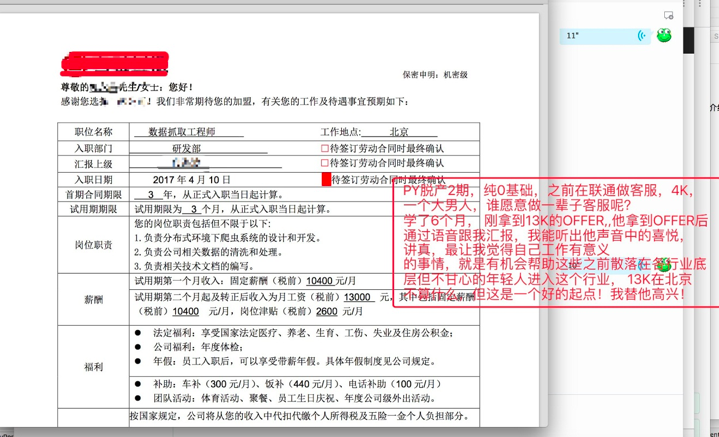 保密申明：机密级
尊敬的 先生/女士：您好！
感谢您选 ！我们非常期待您的加盟，有关您的工作及待遇事宜预期如下：
职位名称 数据抓取工程师 工作地点： 北京
入职部门 研发部 □待签订劳动合同时最终确认
汇报上级 □待签订劳动合同时最终确认
入职日期 2017 年 4 月 10 日 待签订劳动合同时最终确认
首期合同期限 3 年，从正式入职当日起计算。
试用期期限 试用期限为 3 个月，从正式入职当日起计算。
岗位职责
您的岗位职责包括但不限于以下:
1. 负责分布式环境下爬虫系统的设计和开发。
2. 负责公司相关数据的清洗和处理。
3. 负责相关技术文档的编写。
薪酬
试用期第一个月收入：固定薪酬（税前）10400 元/月
试用期第二个月起及转正后收入为月工资（税前）13000 元，其中包括固定薪酬
（税前）10400 元/月，岗位津贴（税前）2600 元/月
福利
● 法定福利：享受国家法定医疗、养老、生育、工伤、失业及住房公积金；
● 公司福利：年度体检；
● 年假：员工入职后，可以享受带薪年假。具体年假制度见公司规定。
● 补助：车补（300 元/月）、饭补（440 元/月）、电话补助（100 元/月）
● 团队活动：体育活动、聚餐、员工生日庆祝、年度公司级外出活动。
按国家规定，公司将从您的收入中代扣代缴个人所得税及五险一金个人负担部分。
11"
PY脱产2期，纯0基础，之前在联通做客服，4K，
一个大男人，谁愿意做一辈子客服呢？
学了6个月，刚拿到13K的OFFER,,他拿到OFFER后
通过语音跟我汇报，我能听出他声音中的喜悦，
讲真，最让我觉得自己工作有意义
的事情，就是有机会帮助这些之前散落在各行业底
层但不甘心的年轻人进入这个行业， 13K在北京
不算什么，但这是一个好的起点！我替他高兴！